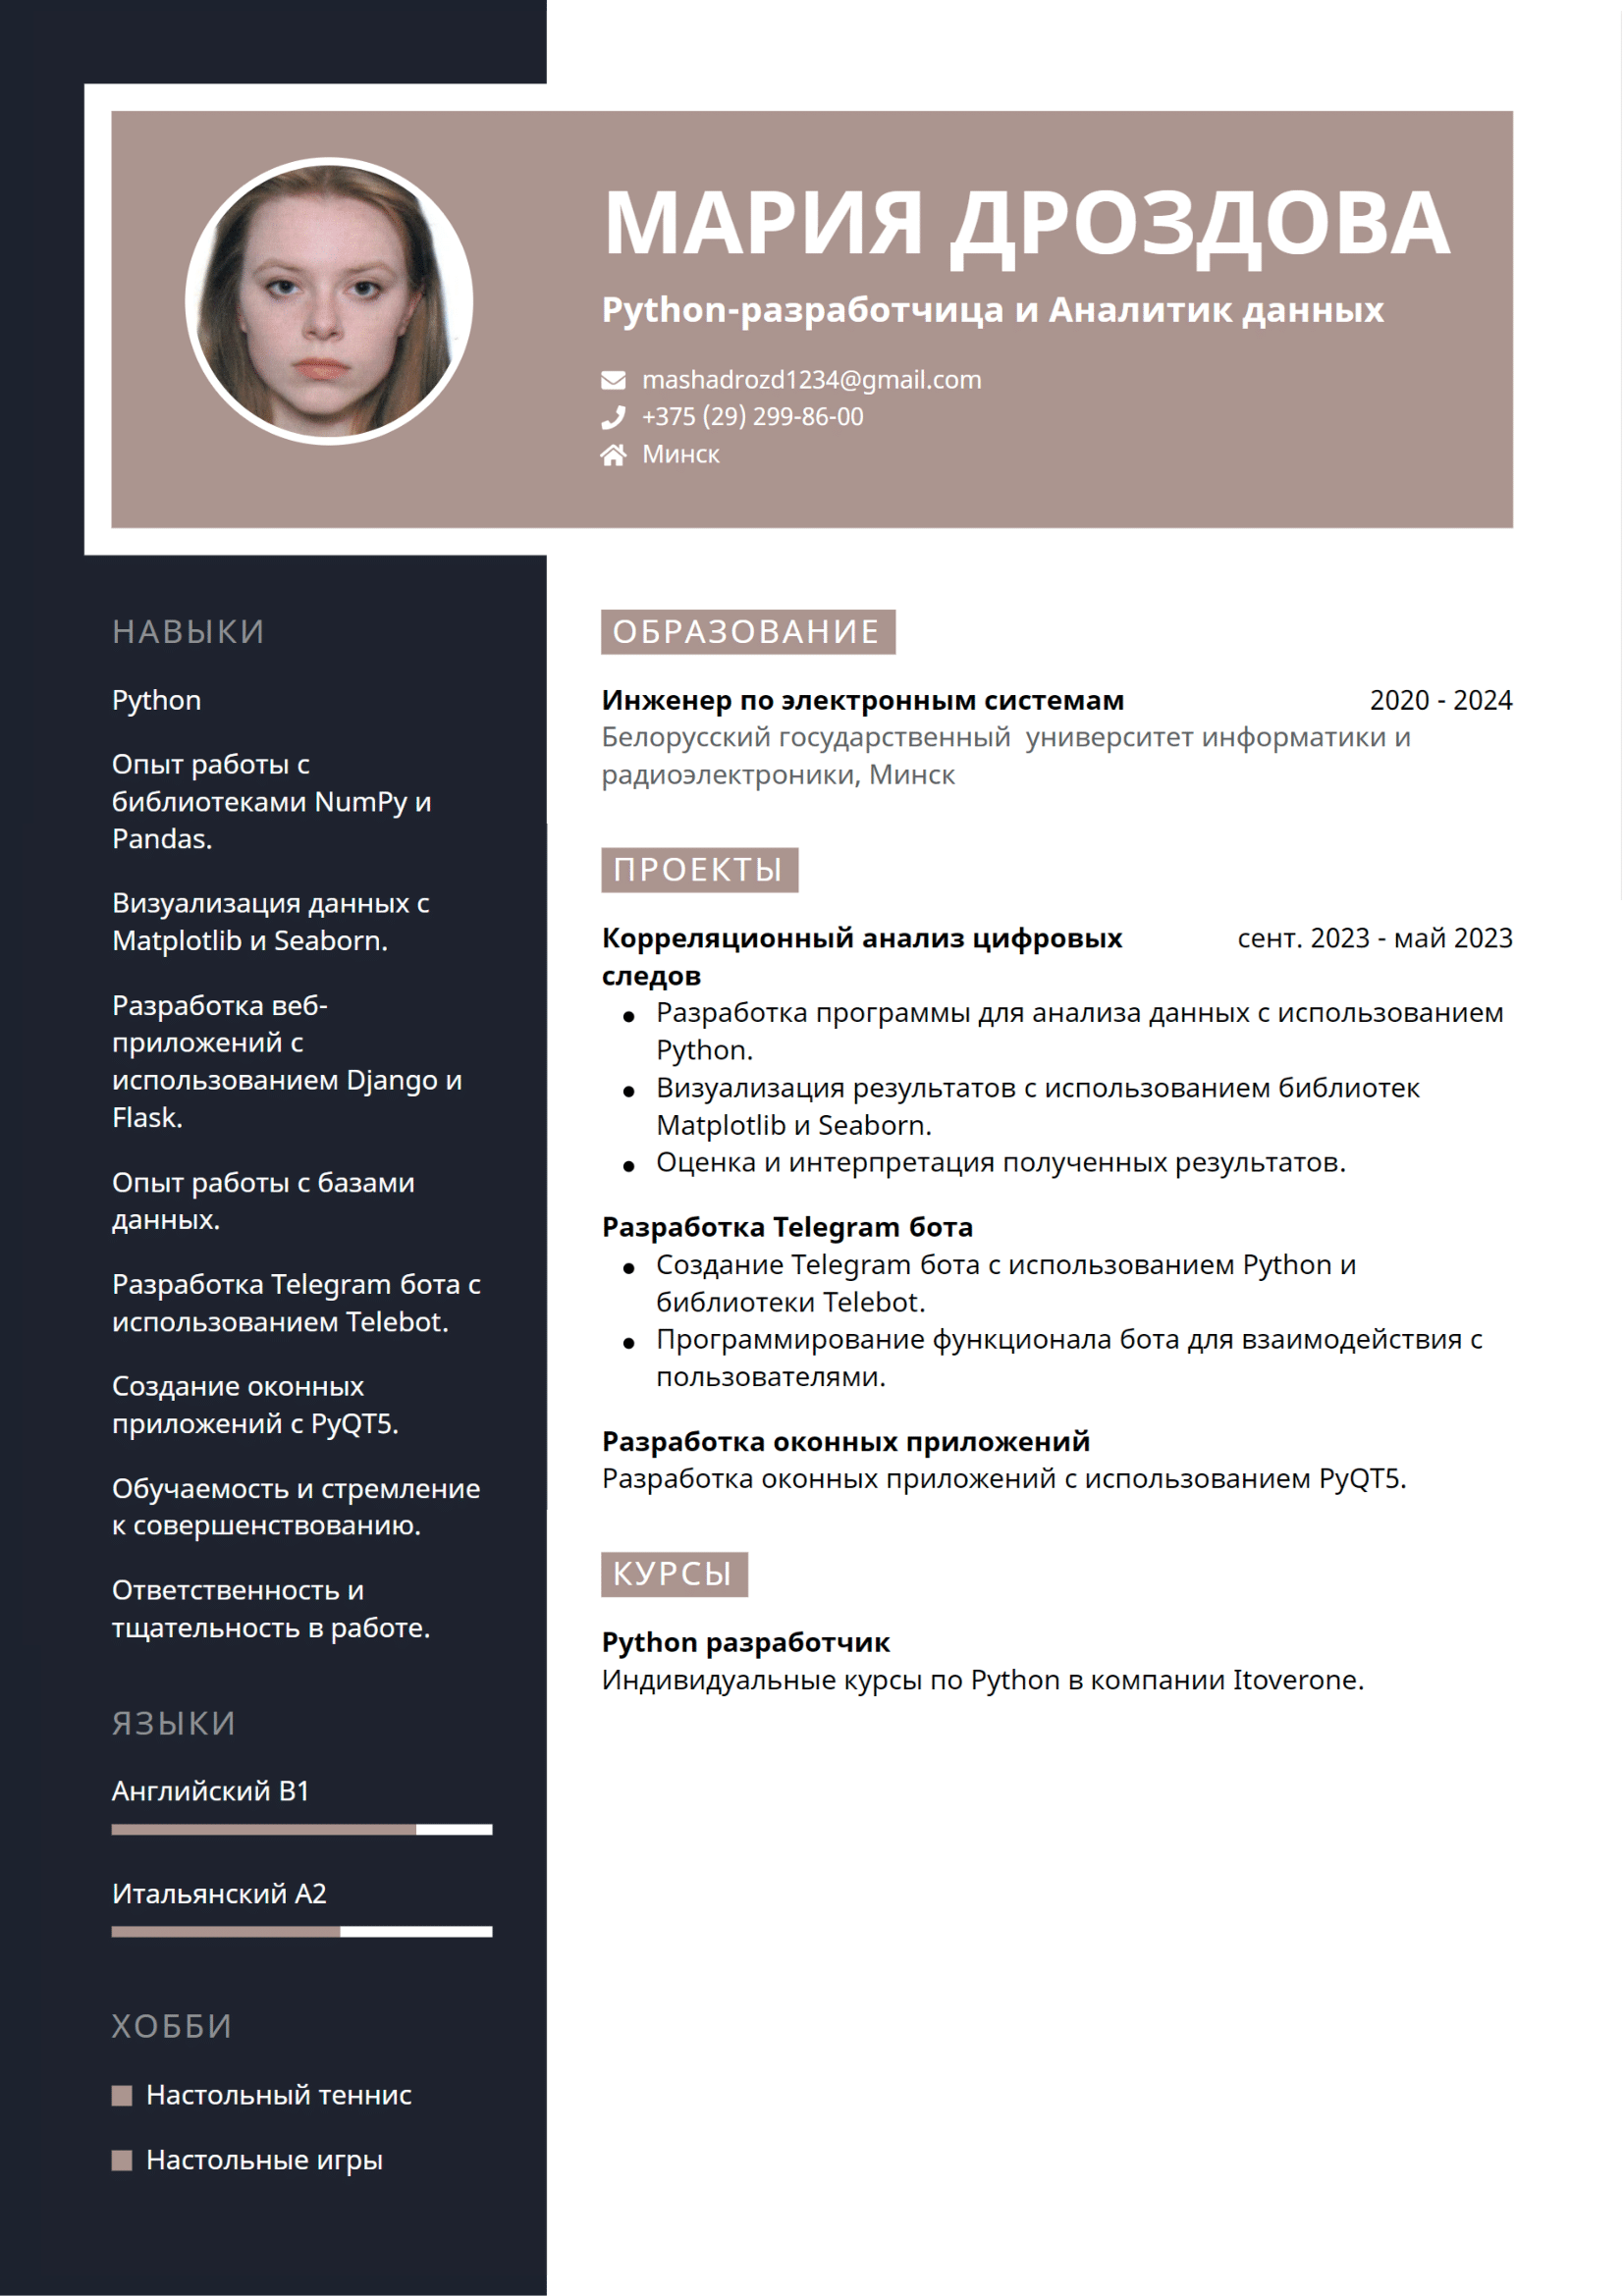 МАРИЯ ДРОЗДОВА
Python-разработчица и Аналитик данных
mashadrozd1234@gmail.com
+375 (29) 299-86-00
Минск
НАВЫКИ
Python
Опыт работы с
библиотеками NumPy и
Pandas.
Визуализация данных с
Matplotlib и Seaborn.
Разработка веб-
приложений с
использованием Django и
Flask.
Опыт работы с базами
данных.
Разработка Telegram бота с
использованием Telebot.
Создание оконных
приложений с PyQT5.
Обучаемость и стремление
к совершенствованию.
Ответственность и
тщательность в работе.
ЯЗЫКИ
Английский B1
Итальянский A2
ХОББИ
Настольный теннис
Настольные игры
ОБРАЗОВАНИЕ
Инженер по электронным системам 2020 - 2024
Белорусский государственный  университет информатики и
радиоэлектроники, Минск
ПРОЕКТЫ
Корреляционный анализ цифровых сент. 2023 - май 2023
следов
Разработка программы для анализа данных с использованием
Python.
Визуализация результатов с использованием библиотек
Matplotlib и Seaborn.
Оценка и интерпретация полученных результатов.
Разработка Telegram бота
Создание Telegram бота с использованием Python и
библиотеки Telebot.
Программирование функционала бота для взаимодействия с
пользователями.
Разработка оконных приложений
Разработка оконных приложений с использованием PyQT5.
КУРСЫ
Python разработчик
Индивидуальные курсы по Python в компании Itoverone.